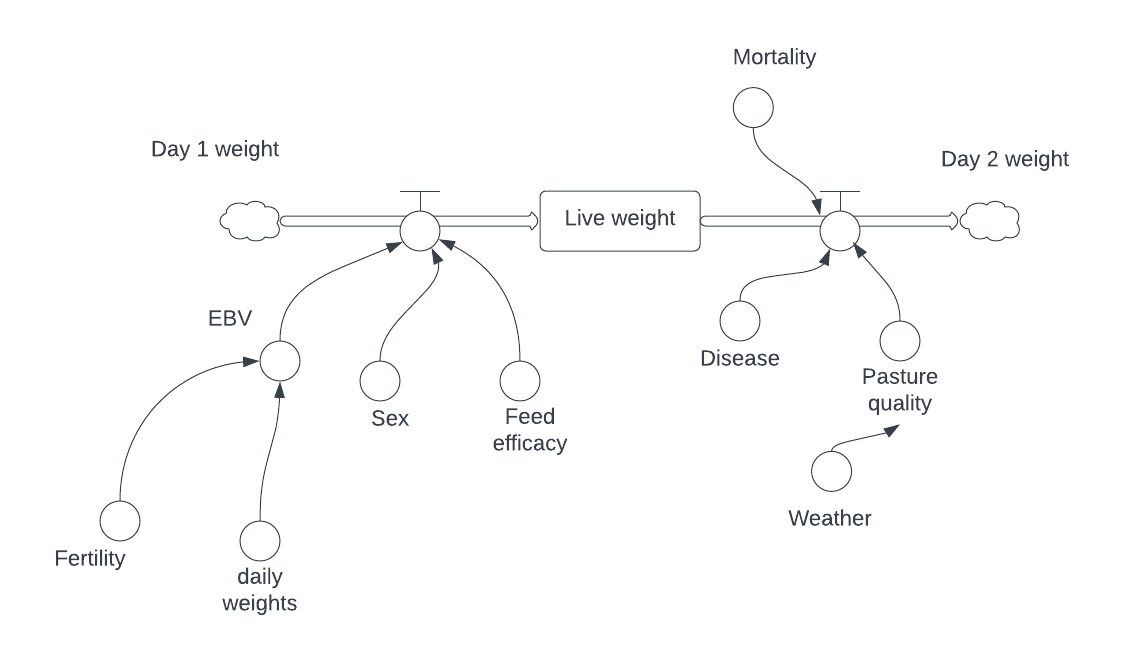 Mortality
Day 1 weight
Day 2 weight
Live weight
EBV
Disease
Pasture
quality
Sex
Feed
efficacy
Weather
Fertility
daily
weights